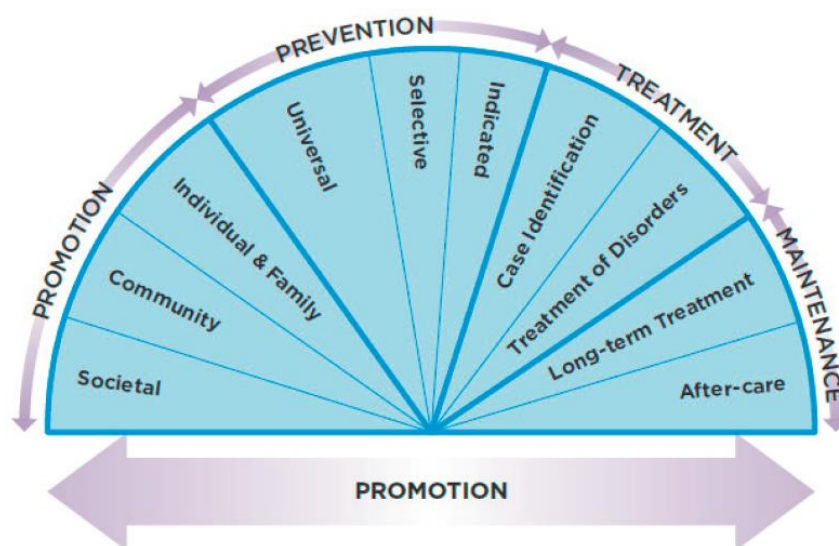 PROMOTION
PREVENTION
TREATMENT
MAINTENANCE
Societal
Community
Individual & Family
Universal
Selective
Indicated
Case Identification
Treatment of Disorders
Long-term Treatment
After-care
PROMOTION